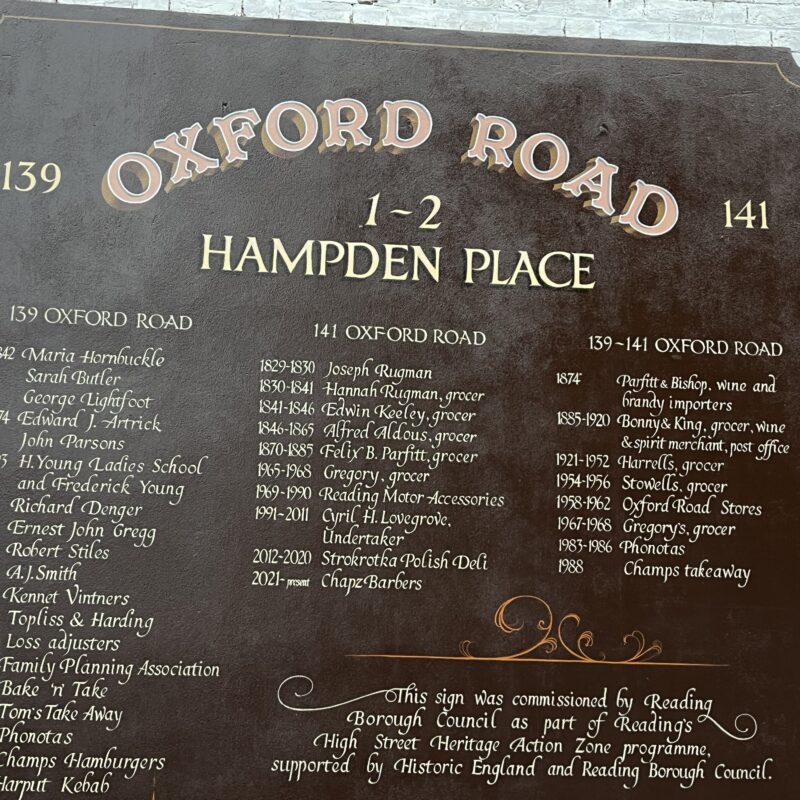 OXFORD ROAD
139
141
1~2
HAMPDEN PLACE
139 OXFORD ROAD
Maria Hornbuckle
Sarah Butler
George Lightfoot
Edward J. Artrick
John Parsons
H.Young Ladies School
and Frederick Young
Richard Denger
Ernest John Gregg
Robert Stiles
A.J.Smith
Kennet Vintners
Topliss & Harding
Loss adjusters
Family Planning Association
Bake 'n' Take
Tom's Take Away
Phonotas
Champs Hamburgers
Harput Kebab
141 OXFORD ROAD
1829-1830 Joseph Rugman
1830-1841 Hannah Rugman, grocer
1841-1846 Edwin Keeley, grocer
1846-1865 Alfred Aldous, grocer
1870-1885 Felix B. Parfitt, grocer
1965-1968 Gregory, grocer
1969-1990 Reading Motor Accessories
1991-2011 Cyril H. Lovegrove,
Undertaker
2012-2020 Strokrotka Polish Deli
2021-present Chapz Barbers
139~141 OXFORD ROAD
1874 Parfitt & Bishop, wine and
brandy importers
1885-1920 Bonny & King, grocer, wine
& spirit merchant, post office
1921-1952 Harrells, grocer
1954-1956 Stowells, grocer
1958-1962 Oxford Road Stores
1967-1968 Gregory's, grocer
1983-1986 Phonotas
1988 Champs takeaway
This sign was commissioned by Reading
Borough Council as part of Reading's
High Street Heritage Action Zone programme,
supported by Historic England and Reading Borough Council.